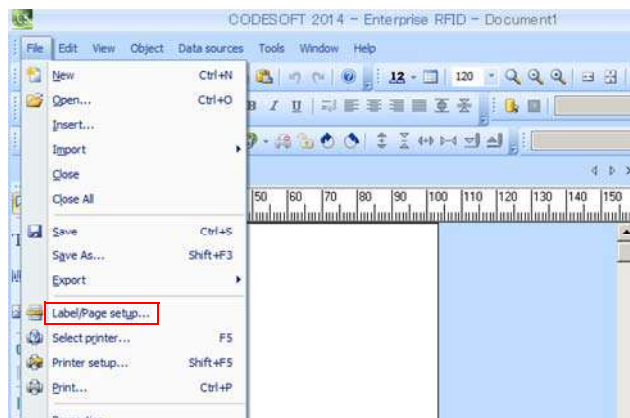 CODESOFT 2014 - Enterprise RFID - Document1
File Edit View Object Data sources Tools Window Help
New Ctrl+N
12 120
Open... Ctrl+O
B I U
Insert...
Import
Close
Close All
50 60 70 80 90 100 110 120 130 140 150
Save Ctrl+S
Save As... Shift+F3
Export
Label/Page setup...
Select printer... F5
Printer setup... Shift+F5
Print... Ctrl+P